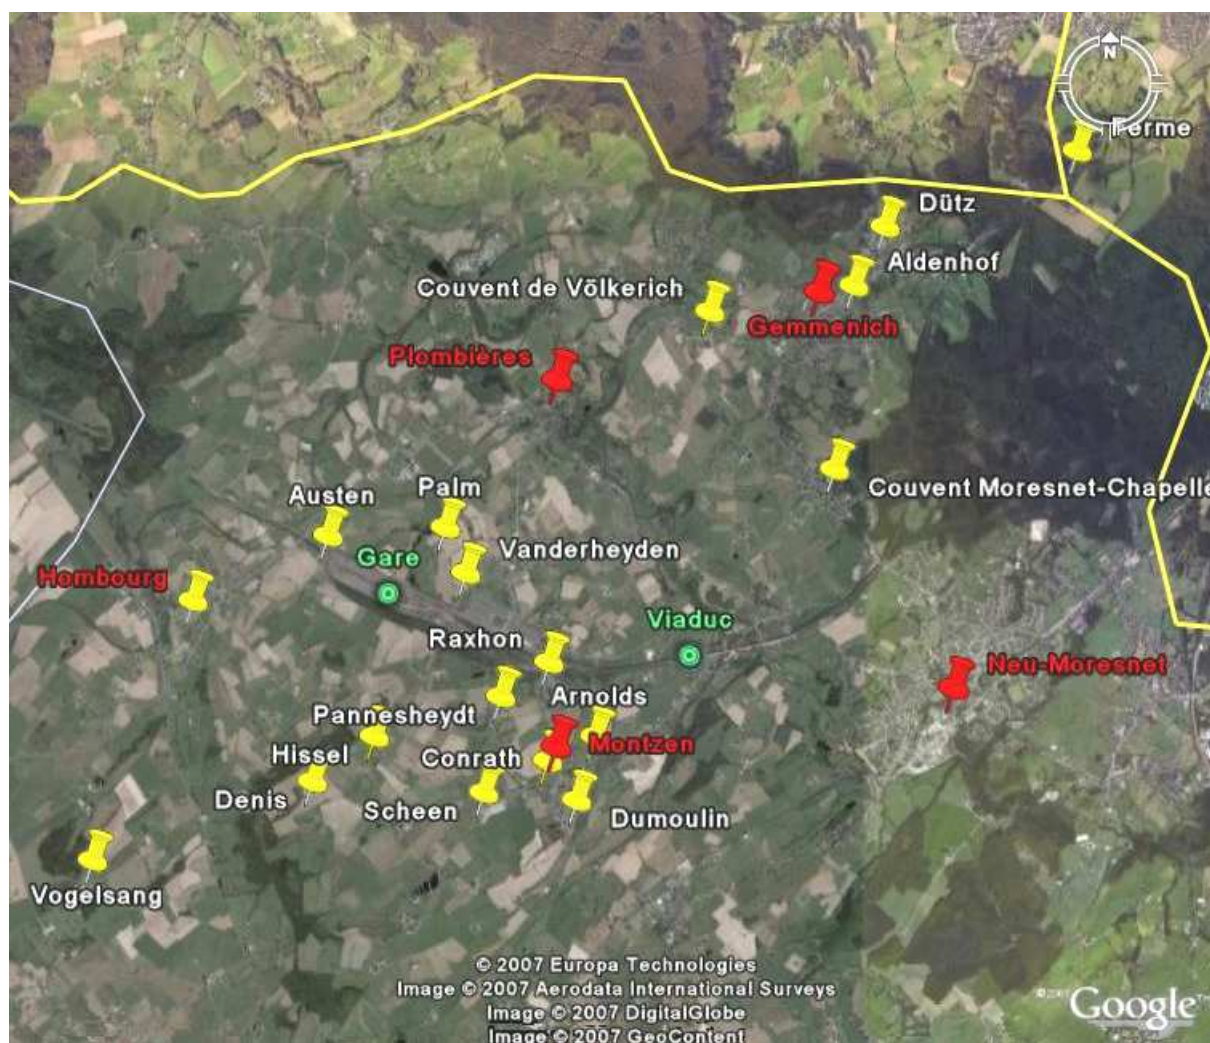 N
Ferme
Dütz
Aldenhof
Couvent de Völkerich
Gemmenich
Plombières
Couvent Moresnet-Chapelle
Palm
Austen
Vanderheyden
Gare
Hombourg
Viaduc
Raxhon
Neu-Moresnet
Arnolds
Pannesheydt
Montzen
Hissel
Conrath
Denis
Scheen
Dumoulin
Vogelsang
© 2007 Europa Technologies
Image © 2007 Aerodata International Surveys
Image © 2007 DigitalGlobe
Image © 2007 GeoContent
©2007 Google™